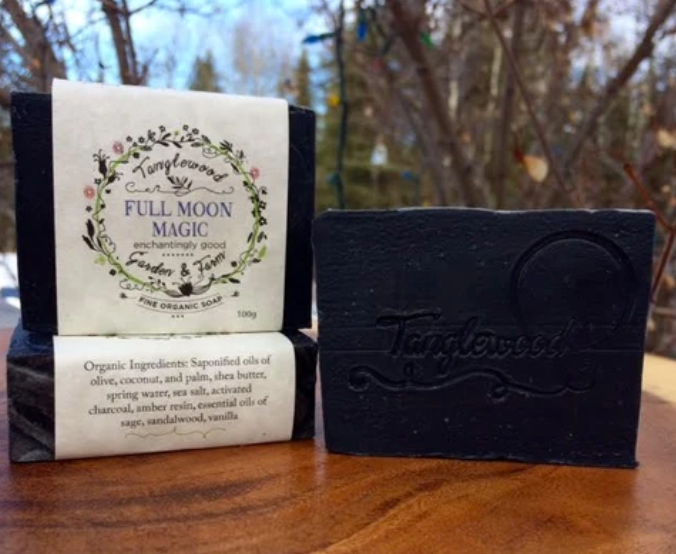 Tanglewood
FULL MOON
MAGIC
enchantingly good
Garden & Farm
FINE ORGANIC SOAP
100g
Organic Ingredients: Saponified oils of
olive, coconut, and palm, shea butter,
spring water, sea salt, activated
charcoal, amber resin, essential oils of
sage, sandalwood, vanilla
Tanglewood